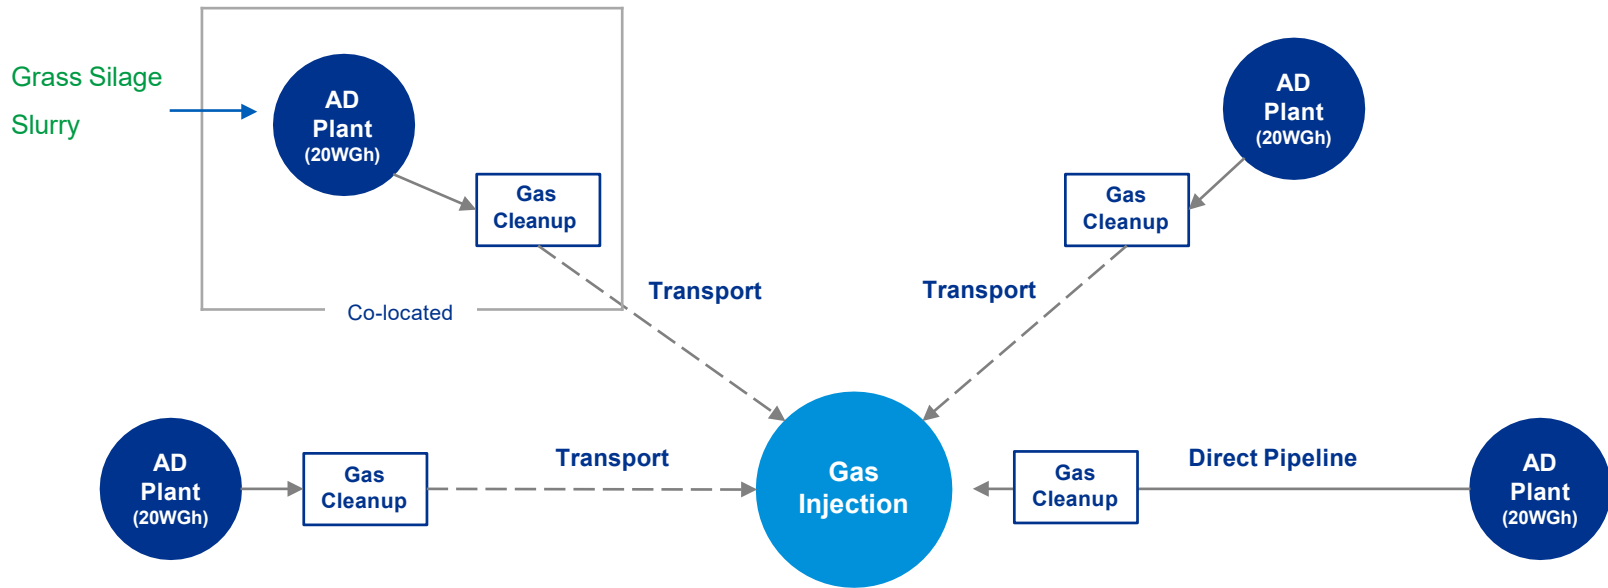 Grass Silage
Slurry
AD
Plant
(20WGh)
Gas
Cleanup
Co-located
Transport
AD
Plant
(20WGh)
Gas
Cleanup
Transport
AD
Plant
(20WGh)
Gas
Cleanup
Transport
Gas
Injection
Gas
Cleanup
Direct Pipeline
AD
Plant
(20WGh)